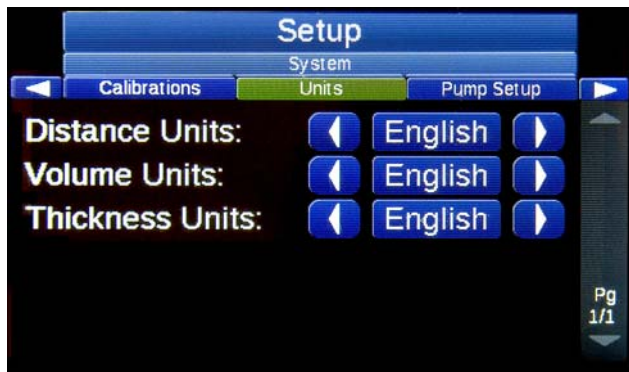 Setup
System
Calibrations Units Pump Setup
Distance Units: English
Volume Units: English
Thickness Units: English
Pg
1/1